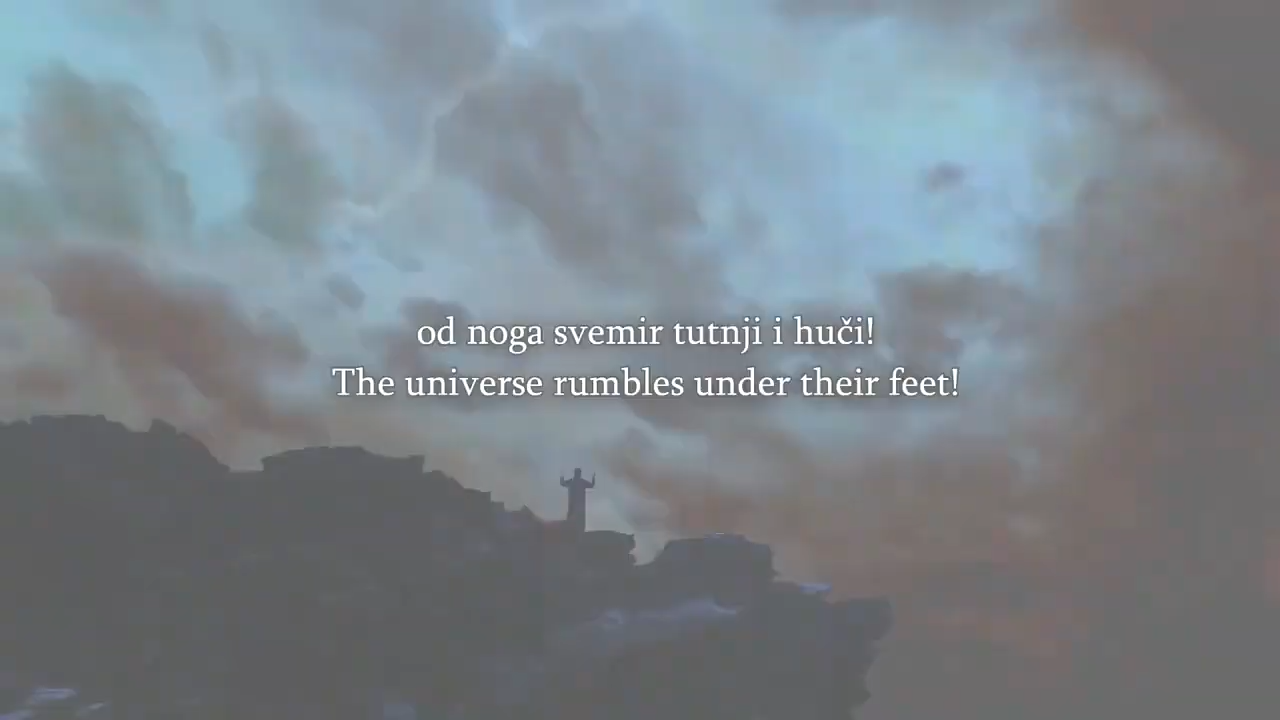 od noga svemir tutnji i huči!
The universe rumbles under their feet!